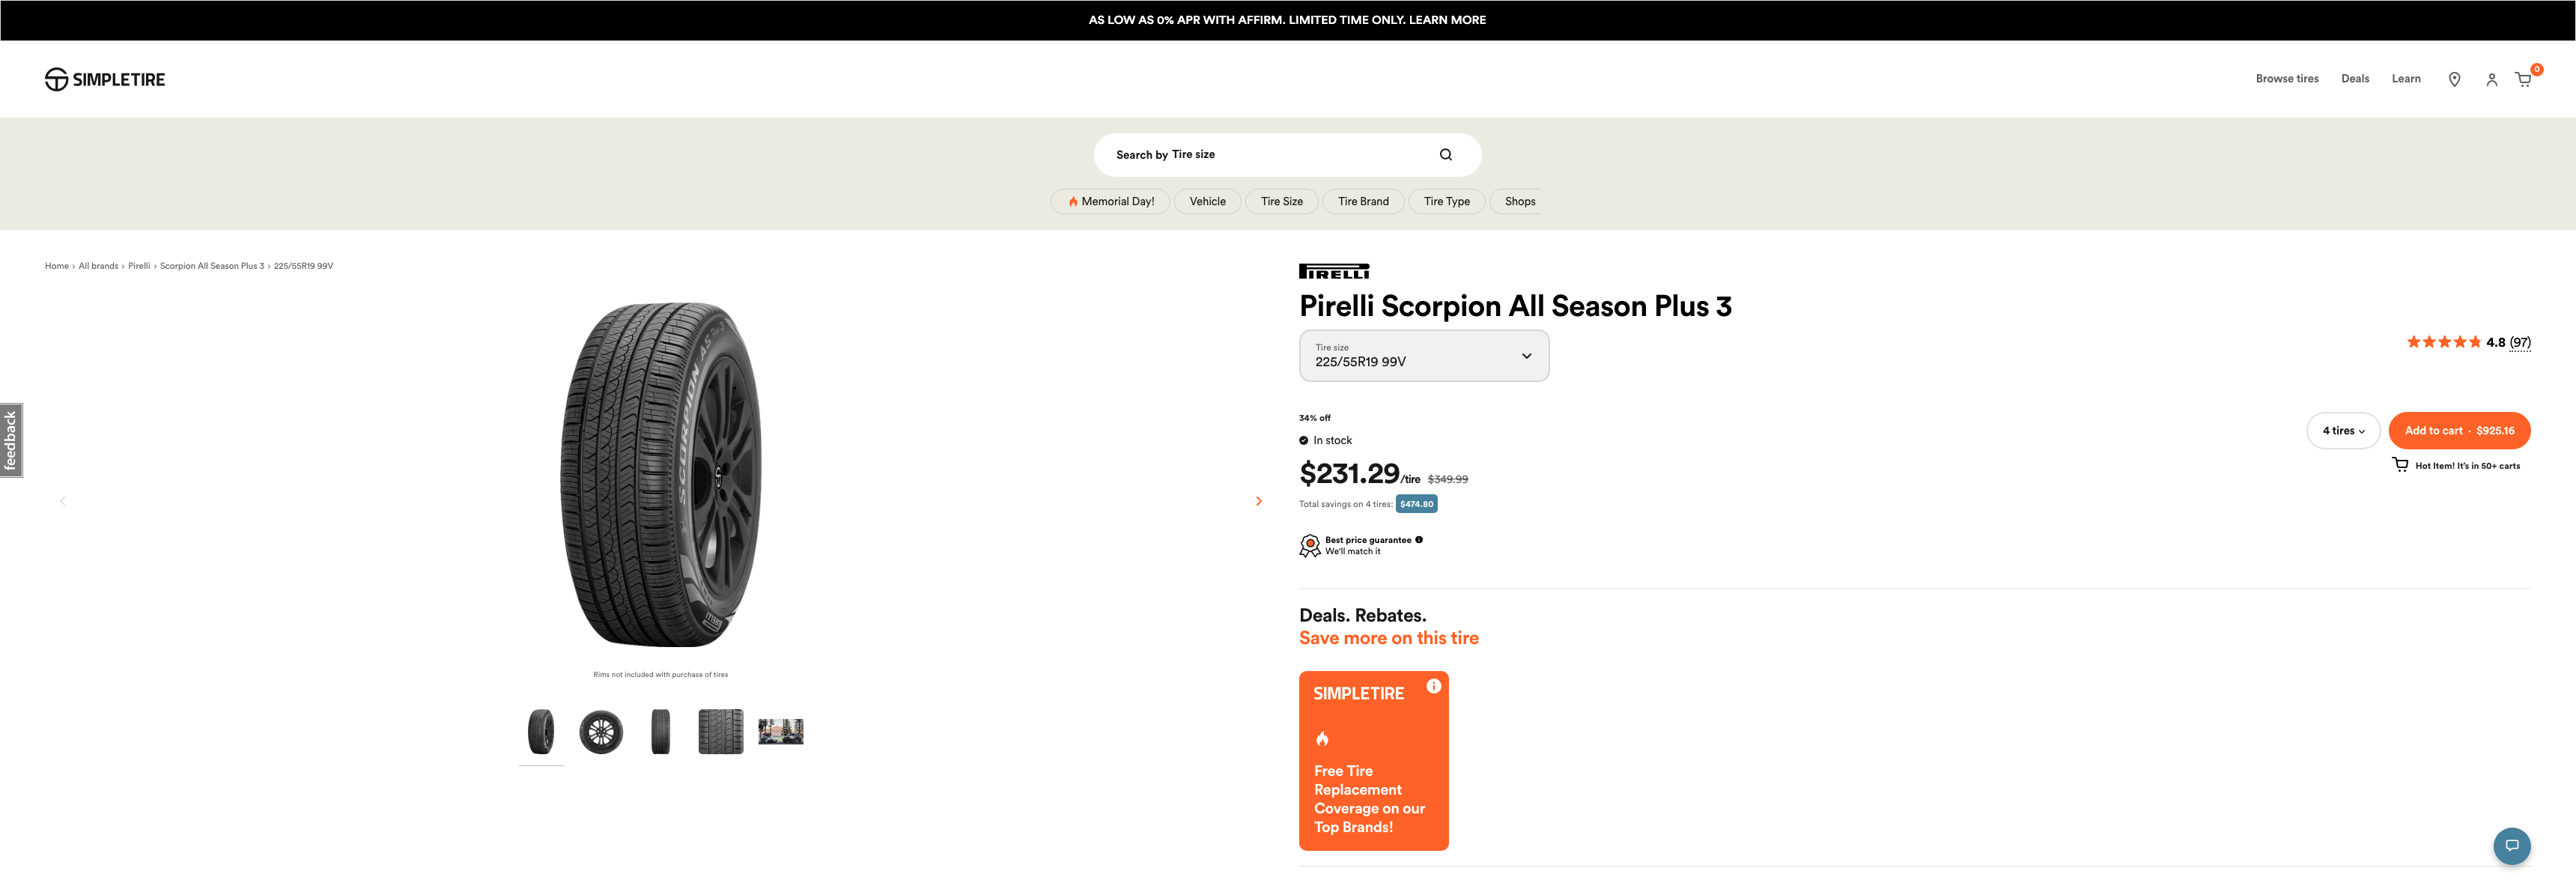 AS LOW AS 0% APR WITH AFFIRM. LIMITED TIME ONLY. LEARN MORE
SIMPLETIRE
Browse tires
Deals
Learn
0
Search by Tire size
Memorial Day!
Vehicle
Tire Size
Tire Brand
Tire Type
Shops
Home › All brands › Pirelli › Scorpion All Season Plus 3 › 225/55R19 99V
feedback
SCORPION AS Plus 3
Rims not included with purchase of tires
PIRELLI
Pirelli Scorpion All Season Plus 3
Tire size
225/55R19 99V
4.8 (97)
34% off
In stock
$231.29/tire $349.99
Total savings on 4 tires: $474.80
4 tires
Add to cart · $925.16
Hot Item! It's in 50+ carts
Best price guarantee
We'll match it
Deals. Rebates.
Save more on this tire
SIMPLETIRE
Free Tire
Replacement
Coverage on our
Top Brands!